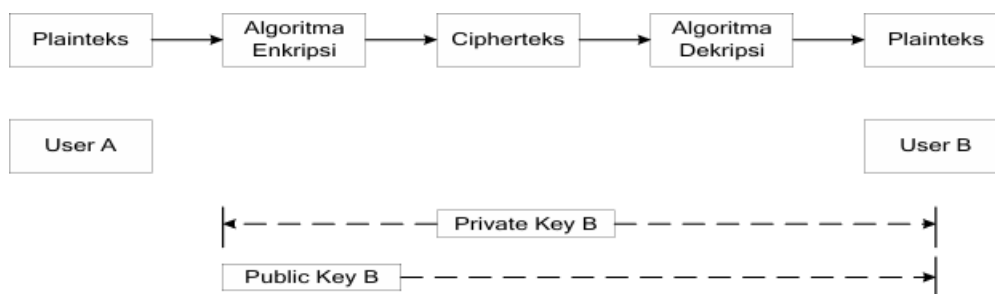 Plainteks
Algoritma
Enkripsi
Cipherteks
Algoritma
Dekripsi
Plainteks
User A
User B
Private Key B
Public Key B